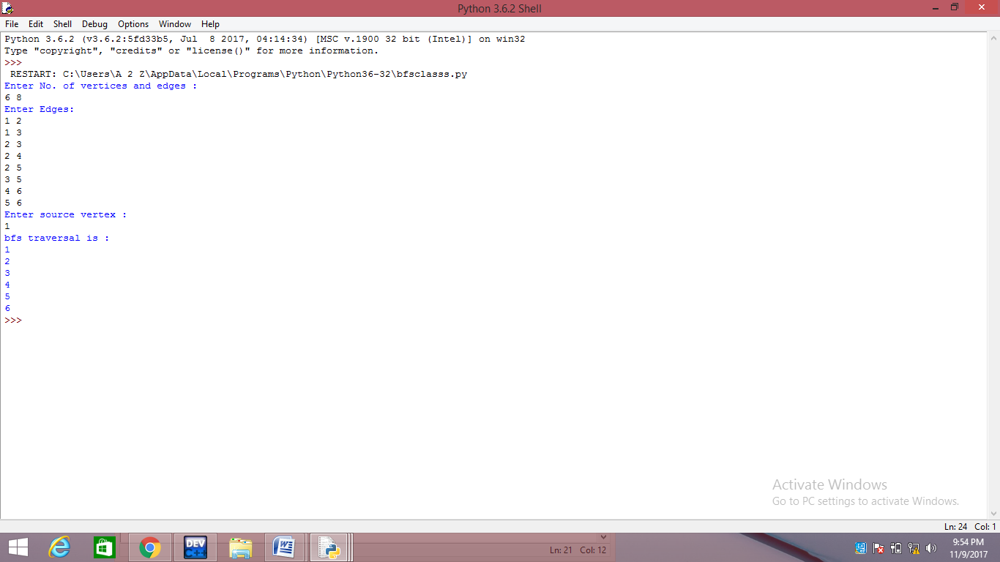 Python 3.6.2 Shell
File Edit Shell Debug Options Window Help
Python 3.6.2 (v3.6.2:5fd33b5, Jul  8 2017, 04:14:34) [MSC v.1900 32 bit (Intel)] on win32
Type "copyright", "credits" or "license()" for more information.
>>>
 RESTART: C:\Users\A 2 Z\AppData\Local\Programs\Python\Python36-32\bfsclasss.py
Enter No. of vertices and edges :
6 8
Enter Edges:
1 2
1 3
2 3
2 4
2 5
3 5
4 6
5 6
Enter source vertex :
1
bfs traversal is :
1
2
3
4
5
6
>>>
Activate Windows
Go to PC settings to activate Windows.
Ln: 24 Col: 1
DEV C++
Ln: 21 Col: 12
9:54 PM
11/9/2017